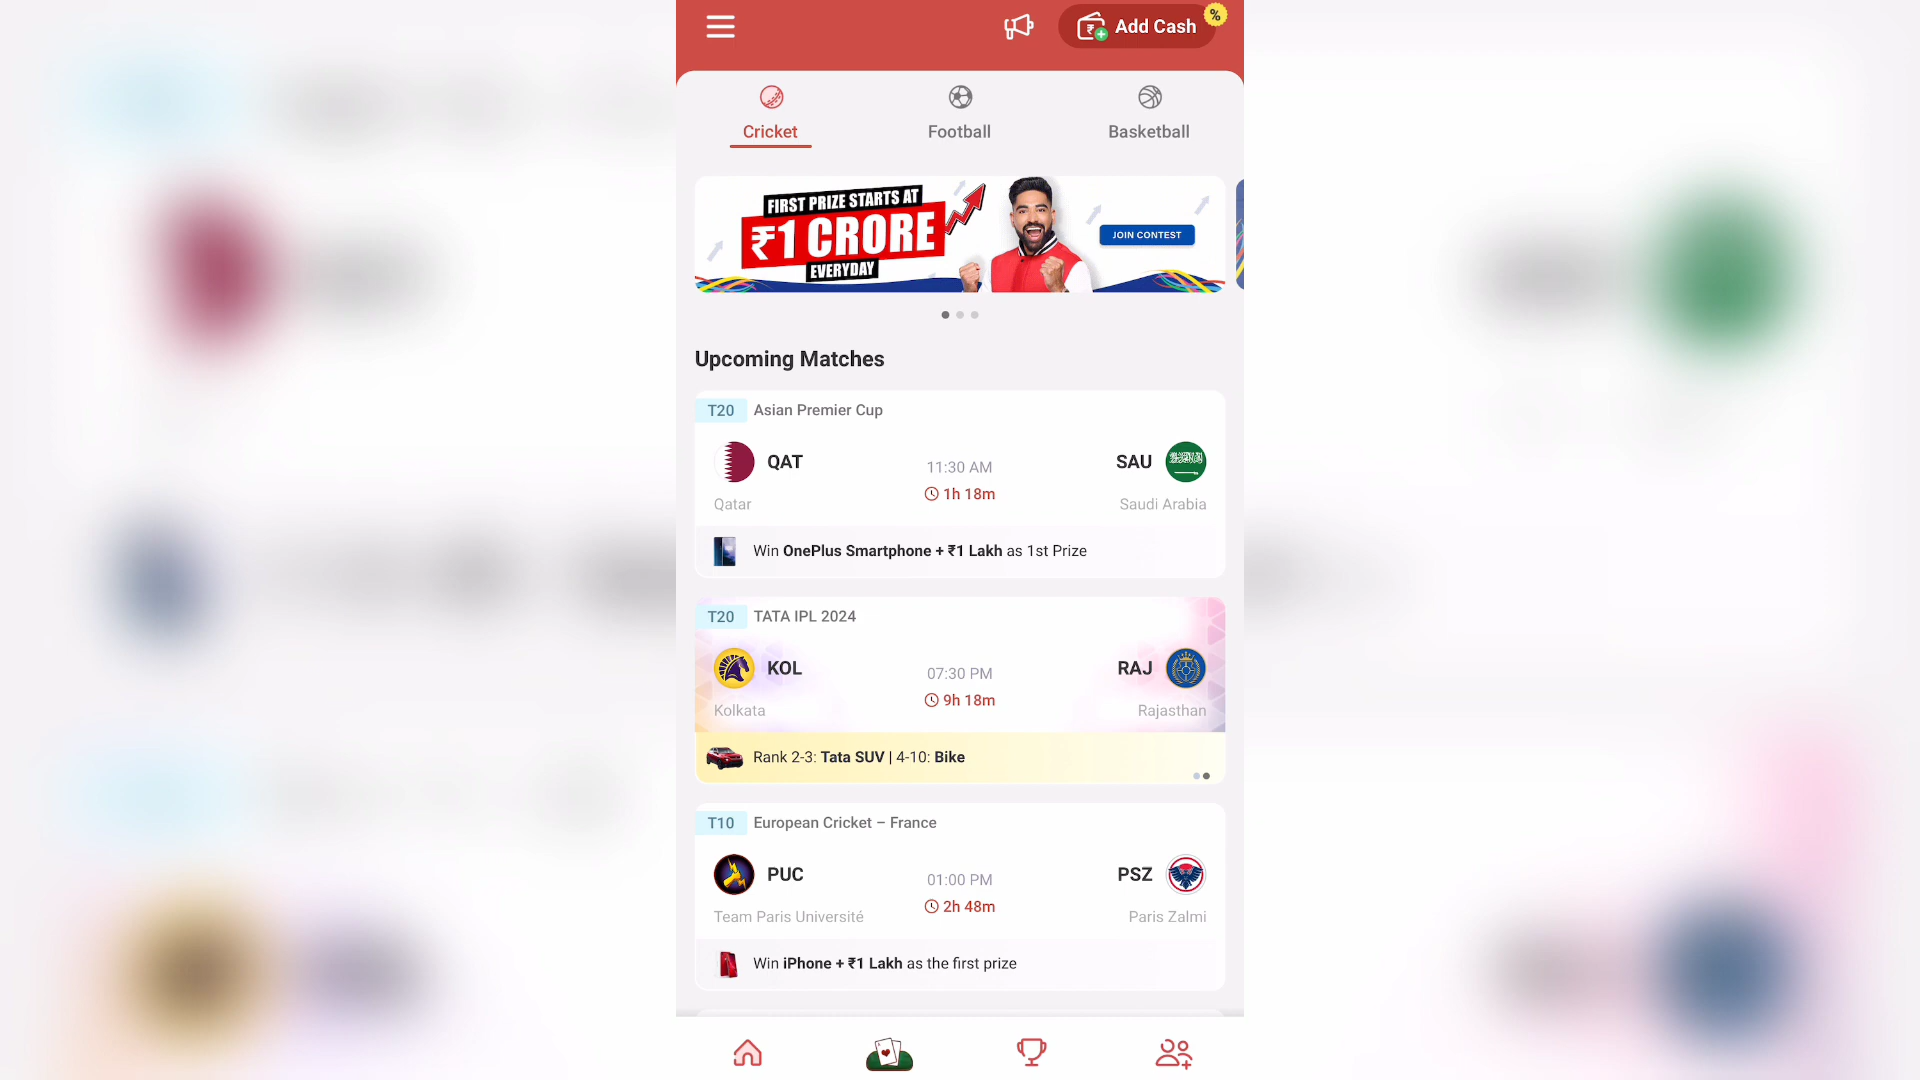 Add Cash
%
Cricket
Football
Basketball
FIRST PRIZE STARTS AT
₹1 CRORE
EVERYDAY
JOIN CONTEST
Upcoming Matches
T20 Asian Premier Cup
QAT
11:30 AM
SAU
1h 18m
Qatar
Saudi Arabia
Win OnePlus Smartphone + ₹1 Lakh as 1st Prize
T20 TATA IPL 2024
KOL
07:30 PM
RAJ
9h 18m
Kolkata
Rajasthan
Rank 2-3: Tata SUV | 4-10: Bike
T10 European Cricket – France
PUC
01:00 PM
PSZ
2h 48m
Team Paris Université
Paris Zalmi
Win iPhone + ₹1 Lakh as the first prize